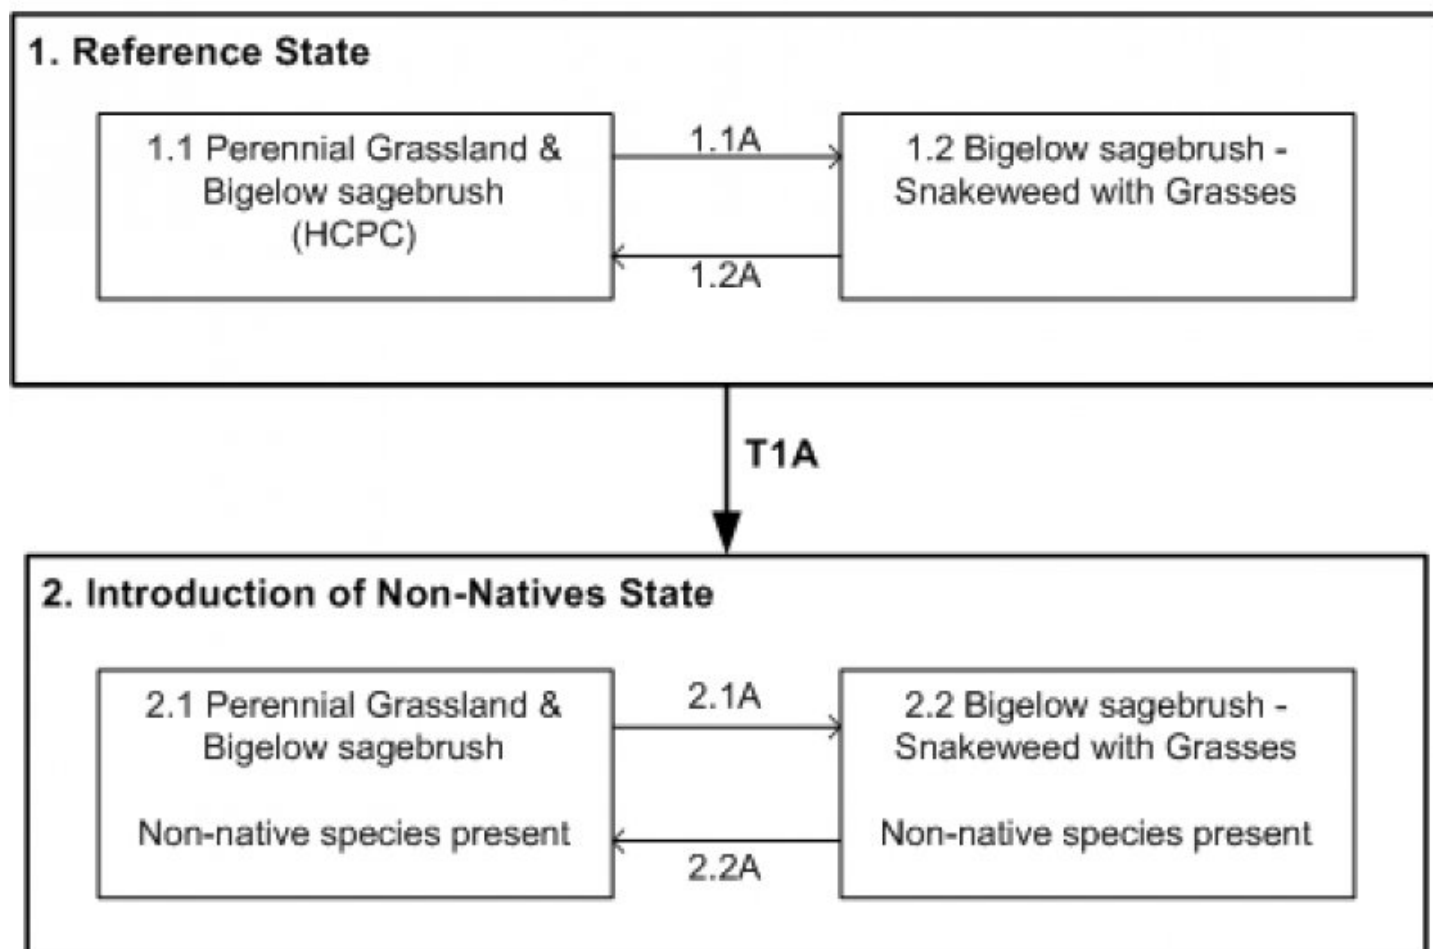 1. Reference State
1.1 Perennial Grassland &
Bigelow sagebrush
(HCPC)
1.1A
1.2A
1.2 Bigelow sagebrush -
Snakeweed with Grasses
T1A
2. Introduction of Non-Natives State
2.1 Perennial Grassland &
Bigelow sagebrush
Non-native species present
2.1A
2.2A
2.2 Bigelow sagebrush -
Snakeweed with Grasses
Non-native species present